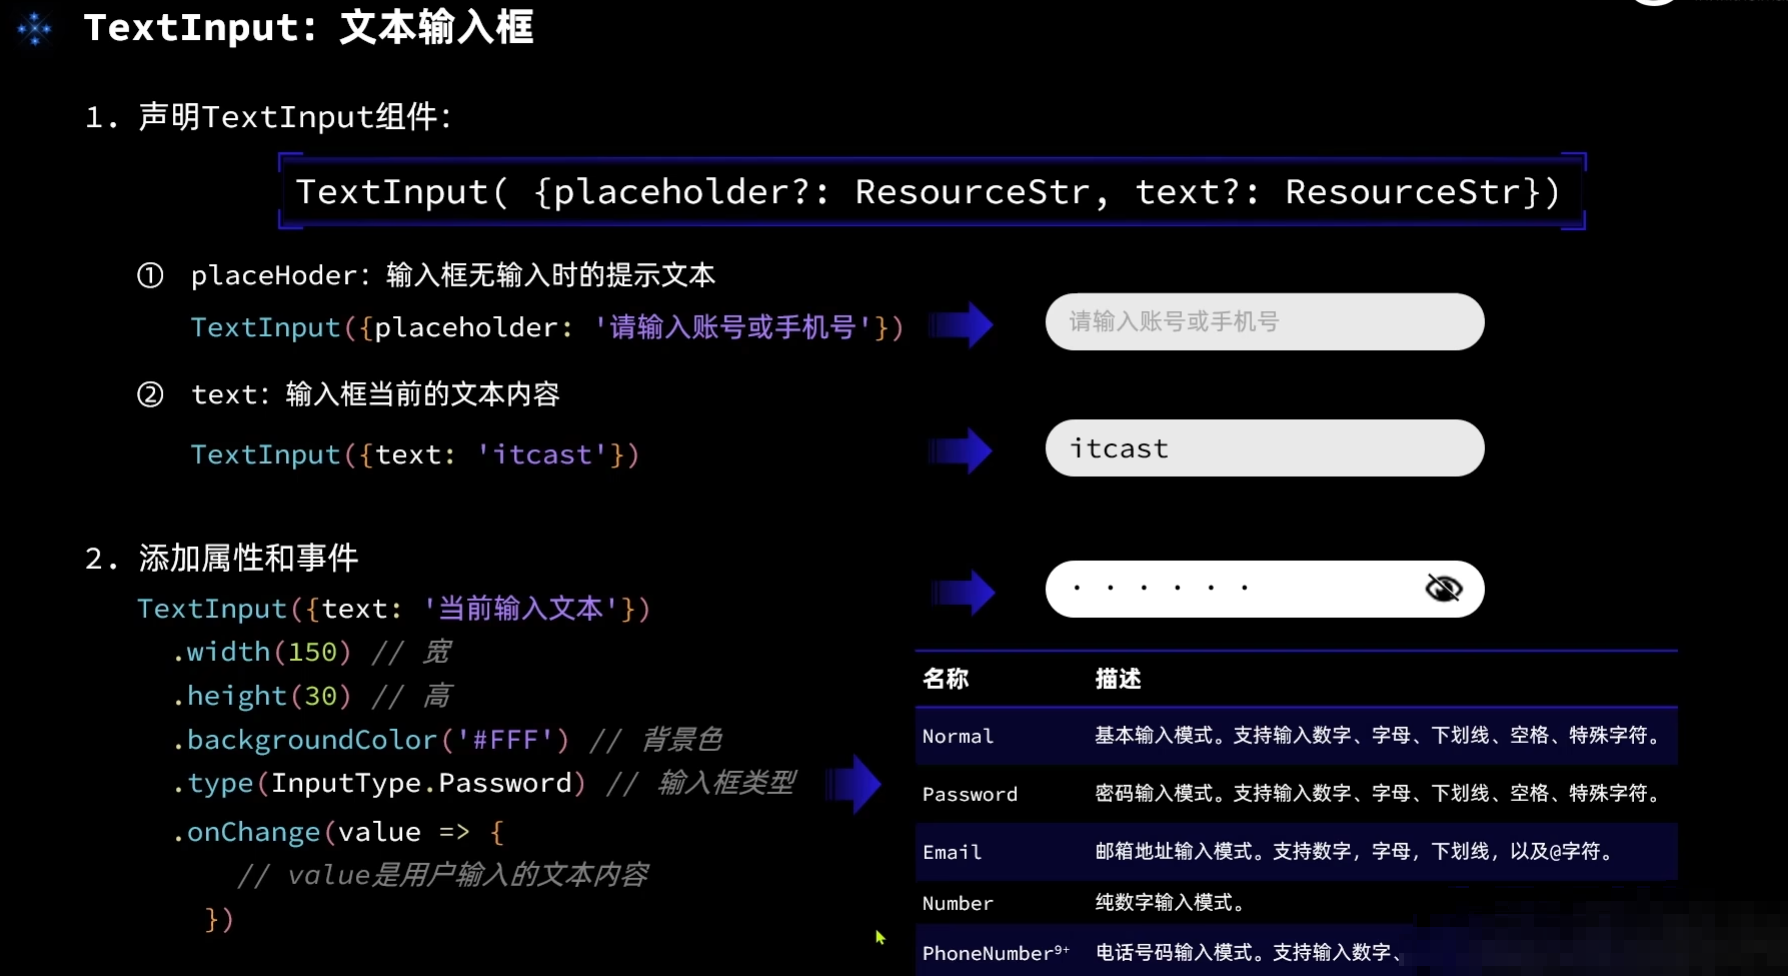 TextInput：文本输入框
1. 声明TextInput组件：
TextInput( {placeholder?: ResourceStr, text?: ResourceStr})
① placeHoder：输入框无输入时的提示文本
TextInput({placeholder: '请输入账号或手机号'})
请输入账号或手机号
② text：输入框当前的文本内容
TextInput({text: 'itcast'})
itcast
2. 添加属性和事件
TextInput({text: '当前输入文本'})
.width(150) // 宽
.height(30) // 高
.backgroundColor('#FFF') // 背景色
.type(InputType.Password) // 输入框类型
.onChange(value => {
// value是用户输入的文本内容
})
名称 描述
Normal 基本输入模式。支持输入数字、字母、下划线、空格、特殊字符。
Password 密码输入模式。支持输入数字、字母、下划线、空格、特殊字符。
Email 邮箱地址输入模式。支持数字，字母，下划线，以及@字符。
Number 纯数字输入模式。
PhoneNumber9+ 电话号码输入模式。支持输入数字、